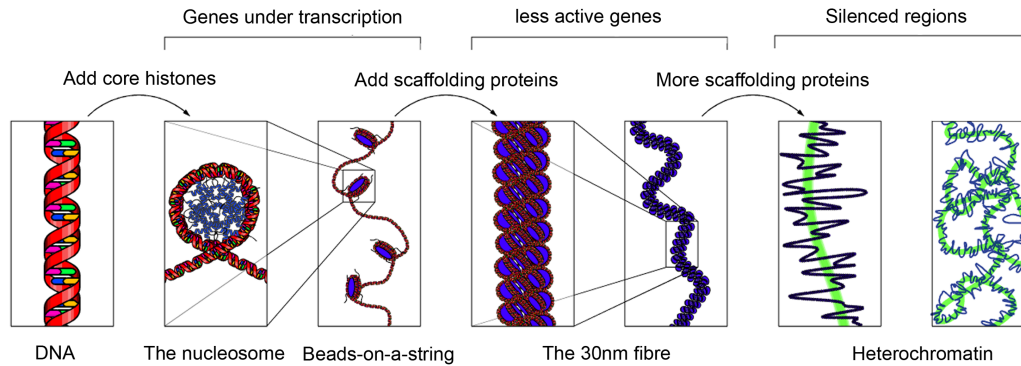 Genes under transcription
less active genes
Silenced regions
Add core histones
Add scaffolding proteins
More scaffolding proteins
DNA
The nucleosome
Beads-on-a-string
The 30nm fibre
Heterochromatin